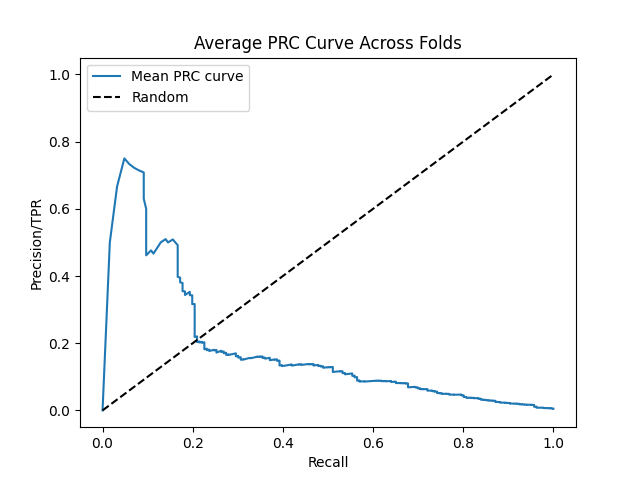 Average PRC Curve Across Folds
Mean PRC curve
Random
Precision/TPR
1.0
0.8
0.6
0.4
0.2
0.0
0.0 0.2 0.4 0.6 0.8 1.0
Recall